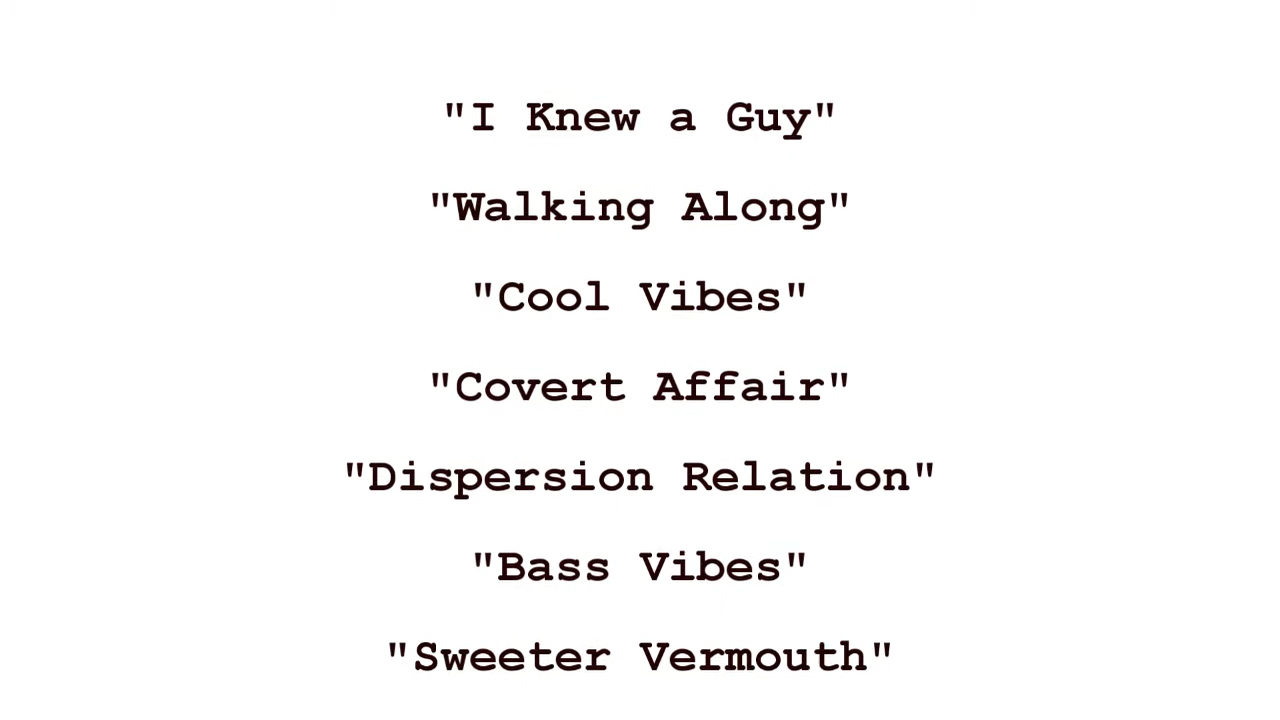 "I Knew a Guy"
"Walking Along"
"Cool Vibes"
"Covert Affair"
"Dispersion Relation"
"Bass Vibes"
"Sweeter Vermouth"